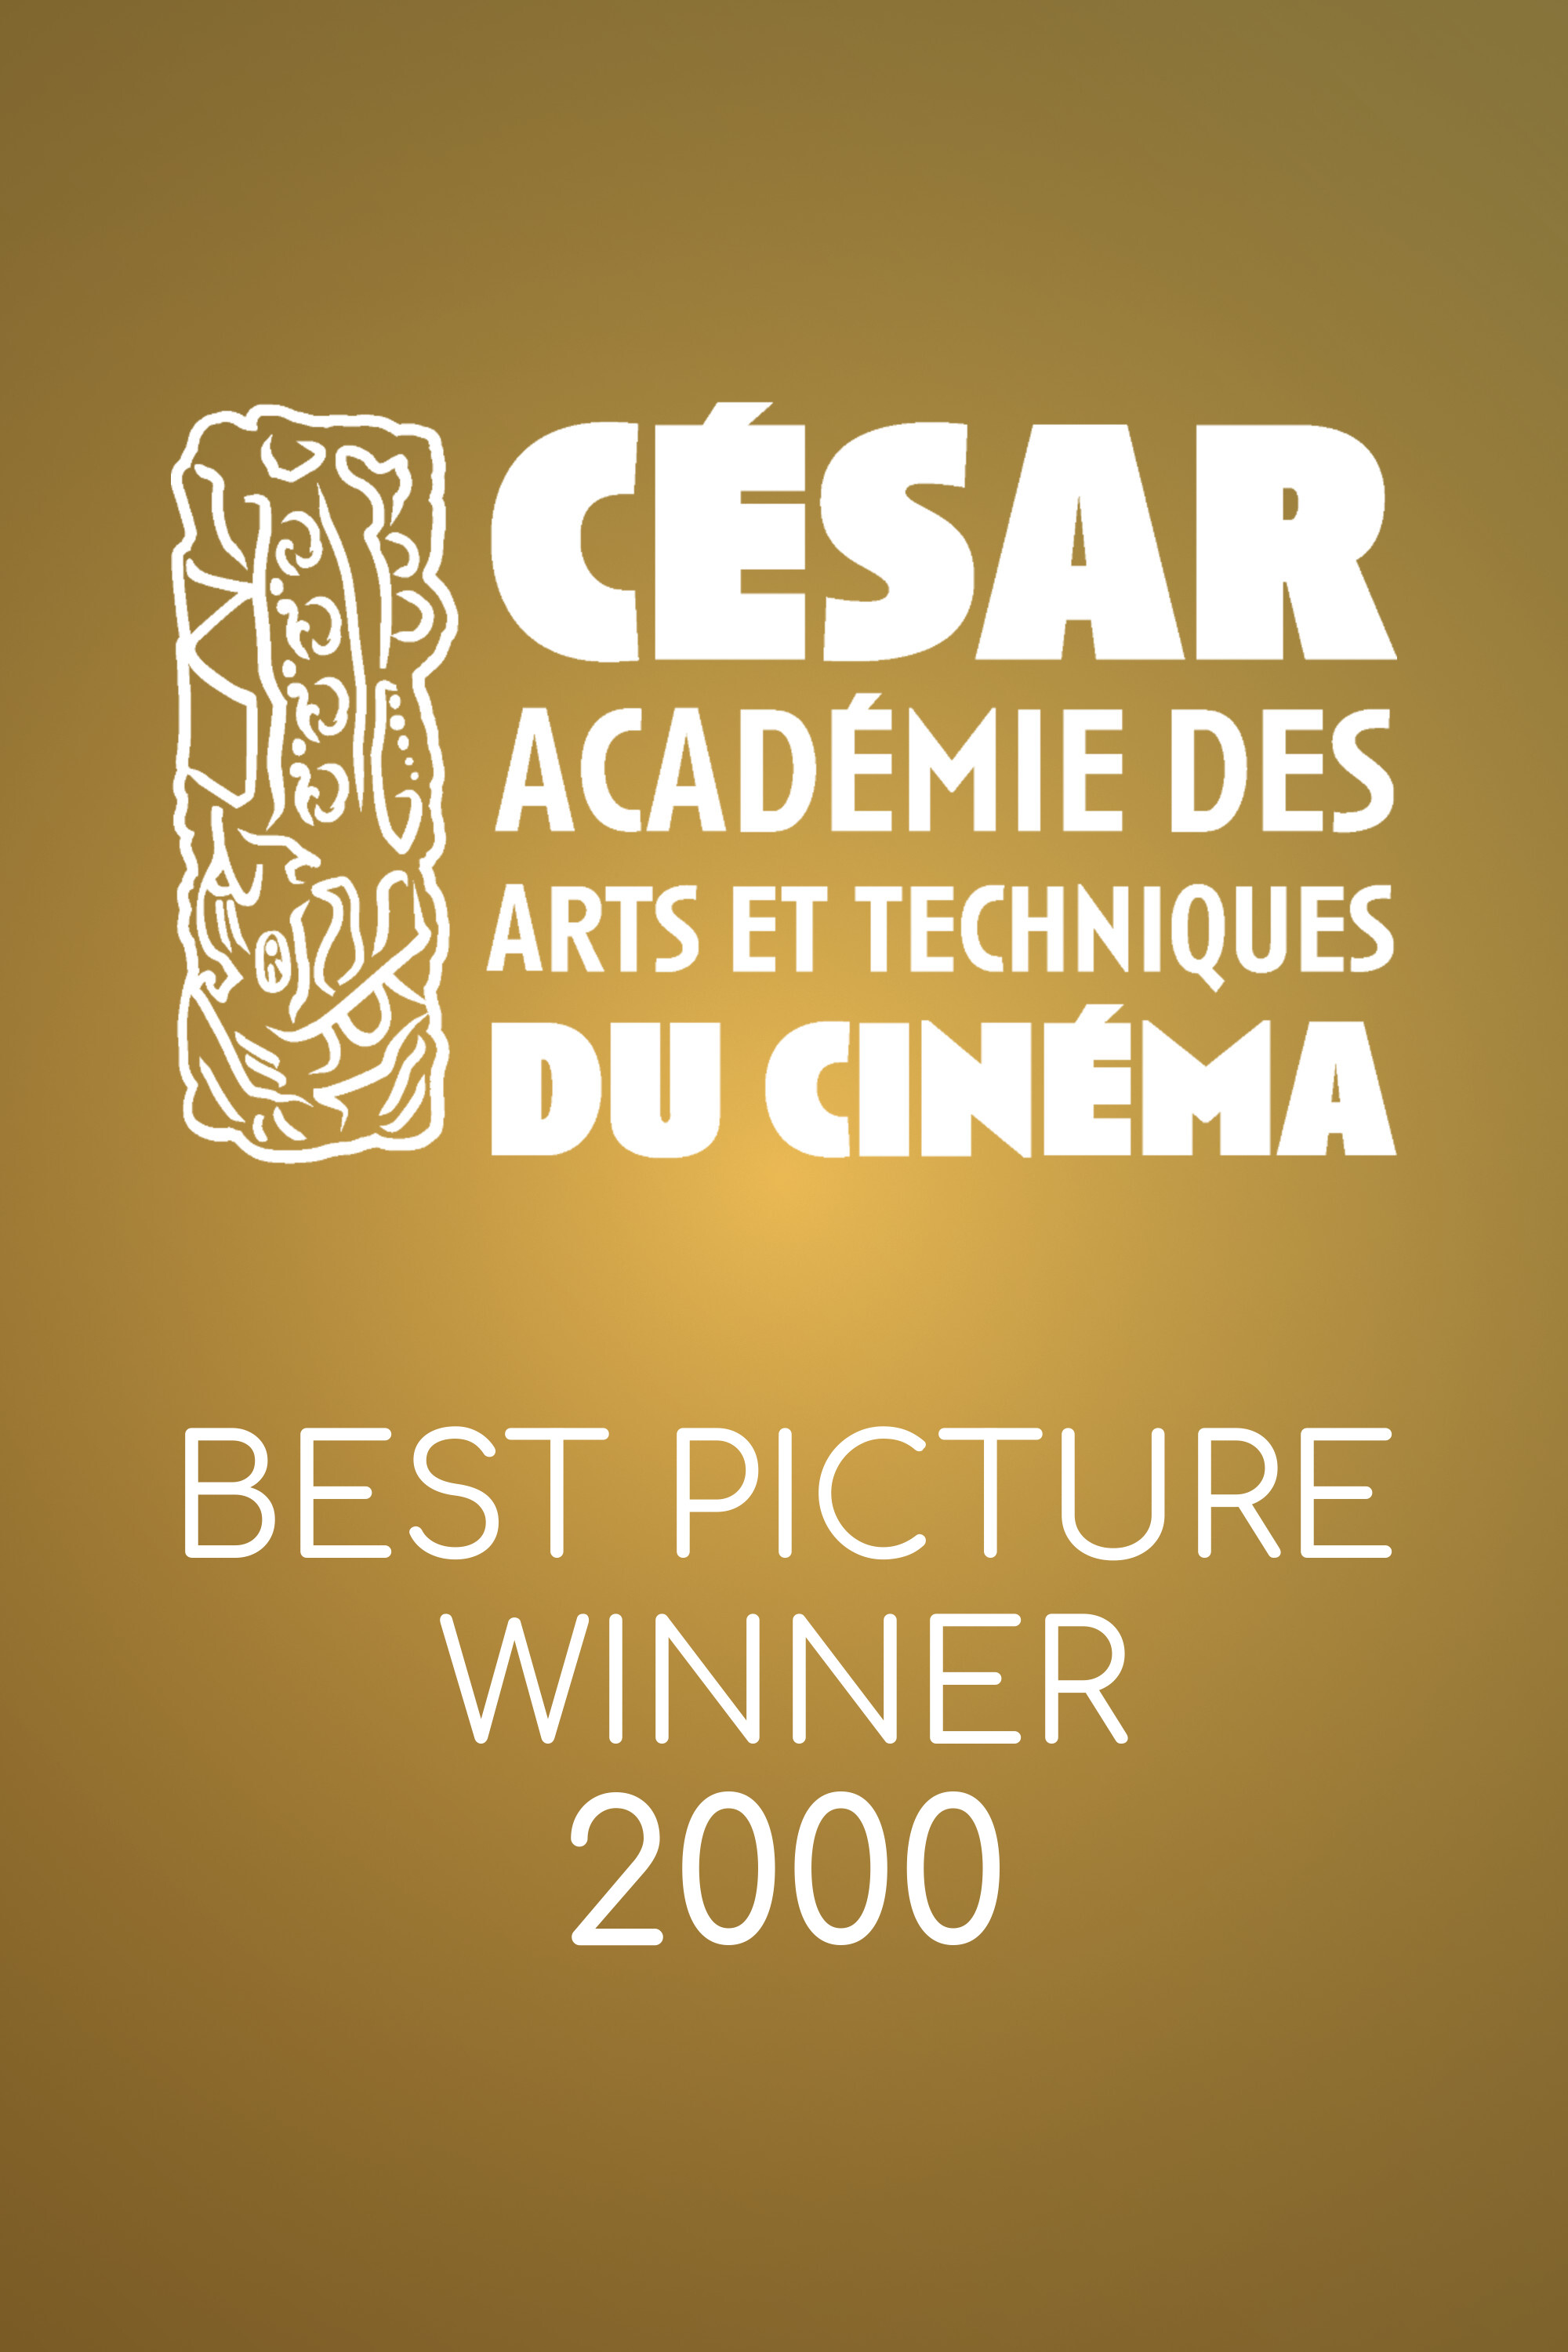 CÉSAR
ACADÉMIE DES
ARTS ET TECHNIQUES
DU CINÉMA
BEST PICTURE
WINNER
2000